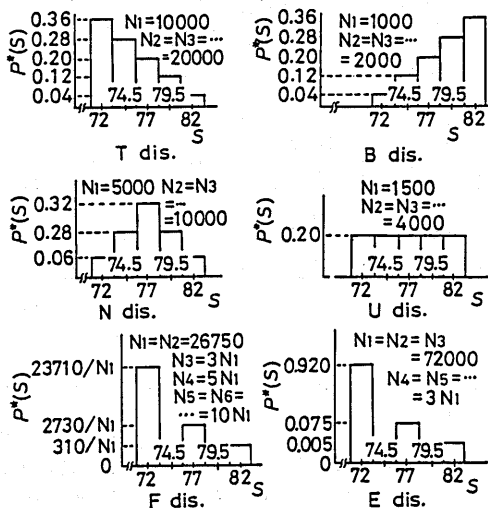 P*(S)
0.36
0.28
0.20
0.12
0.04
N1=10000
N2=N3=···
=20000
74.5 79.5
72 77 82 S
T dis.
P*(S)
0.36
0.12
0.04
N1=1000
N2=N3=···
=2000
74.5 79.5
72 77 82 S
B dis.
P*(S)
0.32
0.28
0.06
N1=5000 N2=N3
=···
=10000
74.5 79.5
72 77 82 S
N dis.
P*(S)
0.20
N1=1500
N2=N3=···
=4000
74.5 79.5
72 77 82 S
U dis.
P*(S)
23710/N1
2730/N1
310/N1
0
N1=N2=26750
N3=3N1
N4=5N1
N5=N6=
···=10N1
74.5 79.5
72 77 82 S
F dis.
P*(S)
0.920
0.075
0.005
0
N1=N2=N3
=72000
N4=N5=···
=3N1
74.5 79.5
72 77 82 S
E dis.